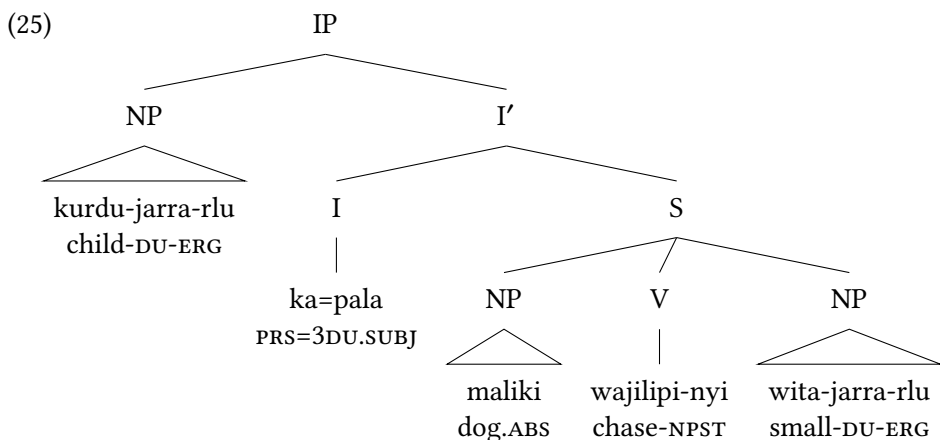 (25) IP
NP I′
kurdu-jarra-rlu I S
child-DU-ERG
ka=pala NP V NP
PRS=3DU.SUBJ
maliki wajilipi-nyi wita-jarra-rlu
dog.ABS chase-NPST small-DU-ERG